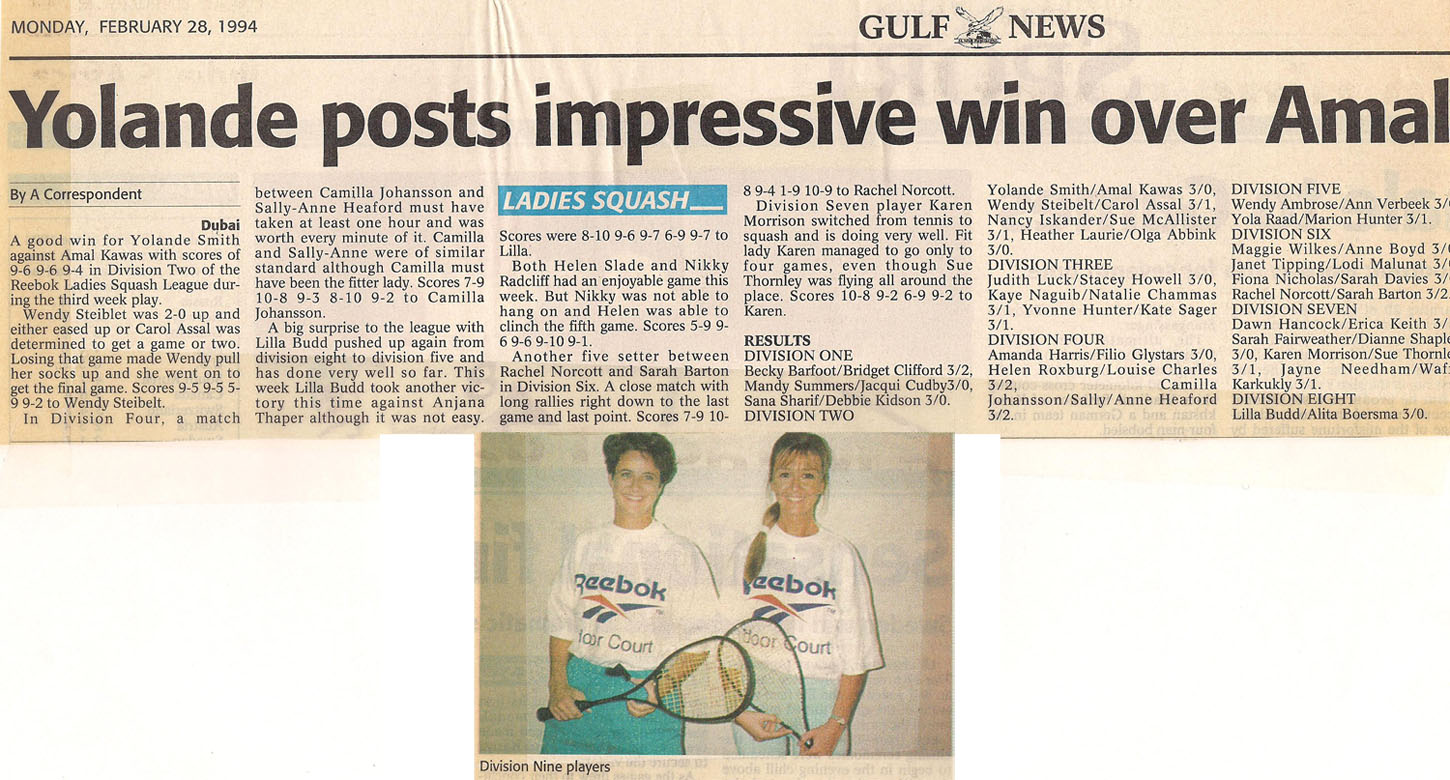 MONDAY, FEBRUARY 28, 1994
GULF NEWS
Yolande posts impressive win over Amal
By A Correspondent
Dubai
A good win for Yolande Smith
against Amal Kawas with scores of
9-6 9-6 9-4 in Division Two of the
Reebok Ladies Squash League dur-
ing the third week play.
Wendy Steiblet was 2-0 up and
either eased up or Carol Assal was
determined to get a game or two.
Losing that game made Wendy pull
her socks up and she went on to
get the final game. Scores 9-5 9-5 5-
9 9-2 to Wendy Steibelt.
In Division Four, a match
between Camilla Johansson and
Sally-Anne Heaford must have
taken at least one hour and was
worth every minute of it. Camilla
and Sally-Anne were of similar
standard although Camilla must
have been the fitter lady. Scores 7-9
10-8 9-3 8-10 9-2 to Camilla
Johansson.
A big surprise to the league with
Lilla Budd pushed up again from
division eight to division five and
has done very well so far. This
week Lilla Budd took another vic-
tory this time against Anjana
Thaper although it was not easy.
LADIES SQUASH
Scores were 8-10 9-6 9-7 6-9 9-7 to
Lilla.
Both Helen Slade and Nikky
Radcliff had an enjoyable game this
week. But Nikky was not able to
hang on and Helen was able to
clinch the fifth game. Scores 5-9 9-
6 9-6 9-10 9-1.
Another five setter between
Rachel Norcott and Sarah Barton
in Division Six. A close match with
long rallies right down to the last
game and last point. Scores 7-9 10-
8 9-4 1-9 10-9 to Rachel Norcott.
Division Seven player Karen
Morrison switched from tennis to
squash and is doing very well. Fit
lady Karen managed to go only to
four games, even though Sue
Thornley was flying all around the
place. Scores 10-8 9-2 6-9 9-2 to
Karen.
RESULTS
DIVISION ONE
Becky Barfoot/Bridget Clifford 3/2,
Mandy Summers/Jacqui Cudby3/0,
Sana Sharif/Debbie Kidson 3/0.
DIVISION TWO
Yolande Smith/Amal Kawas 3/0,
Wendy Steibelt/Carol Assal 3/1,
Nancy Iskander/Sue McAllister
3/1, Heather Laurie/Olga Abbink
3/0.
DIVISION THREE
Judith Luck/Stacey Howell 3/0,
Kaye Naguib/Natalie Chammas
3/1, Yvonne Hunter/Kate Sager
3/1.
DIVISION FOUR
Amanda Harris/Filio Glystars 3/0,
Helen Roxburg/Louise Charles
3/2, Camilla
Johansson/Sally/Anne Heaford
3/2.
DIVISION FIVE
Wendy Ambrose/Ann Verbeek 3/0
Yola Raad/Marion Hunter 3/1.
DIVISION SIX
Maggie Wilkes/Anne Boyd 3/0
Janet Tipping/Lodi Malunat 3/
Fiona Nicholas/Sarah Davies 3/
Rachel Norcott/Sarah Barton 3/2
DIVISION SEVEN
Dawn Hancock/Erica Keith 3/
Sarah Fairweather/Dianne Shaple
3/0, Karen Morrison/Sue Thornl
3/1, Jayne Needham/Waf
Karkukly 3/1.
DIVISION EIGHT
Lilla Budd/Alita Boersma 3/0.
Reebok
door Court
Reebok
door Court
Division Nine players